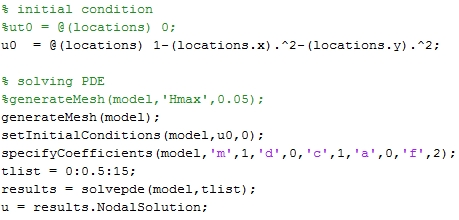 % initial condition
%ut0 = @(locations) 0;
u0  = @(locations) 1-(locations.x).^2-(locations.y).^2;
% solving PDE
%generateMesh(model,'Hmax',0.05);
generateMesh(model);
setInitialConditions(model,u0,0);
specifyCoefficients(model,'m',1,'d',0,'c',1,'a',0,'f',2);
tlist = 0:0.5:15;
results = solvepde(model,tlist);
u = results.NodalSolution;